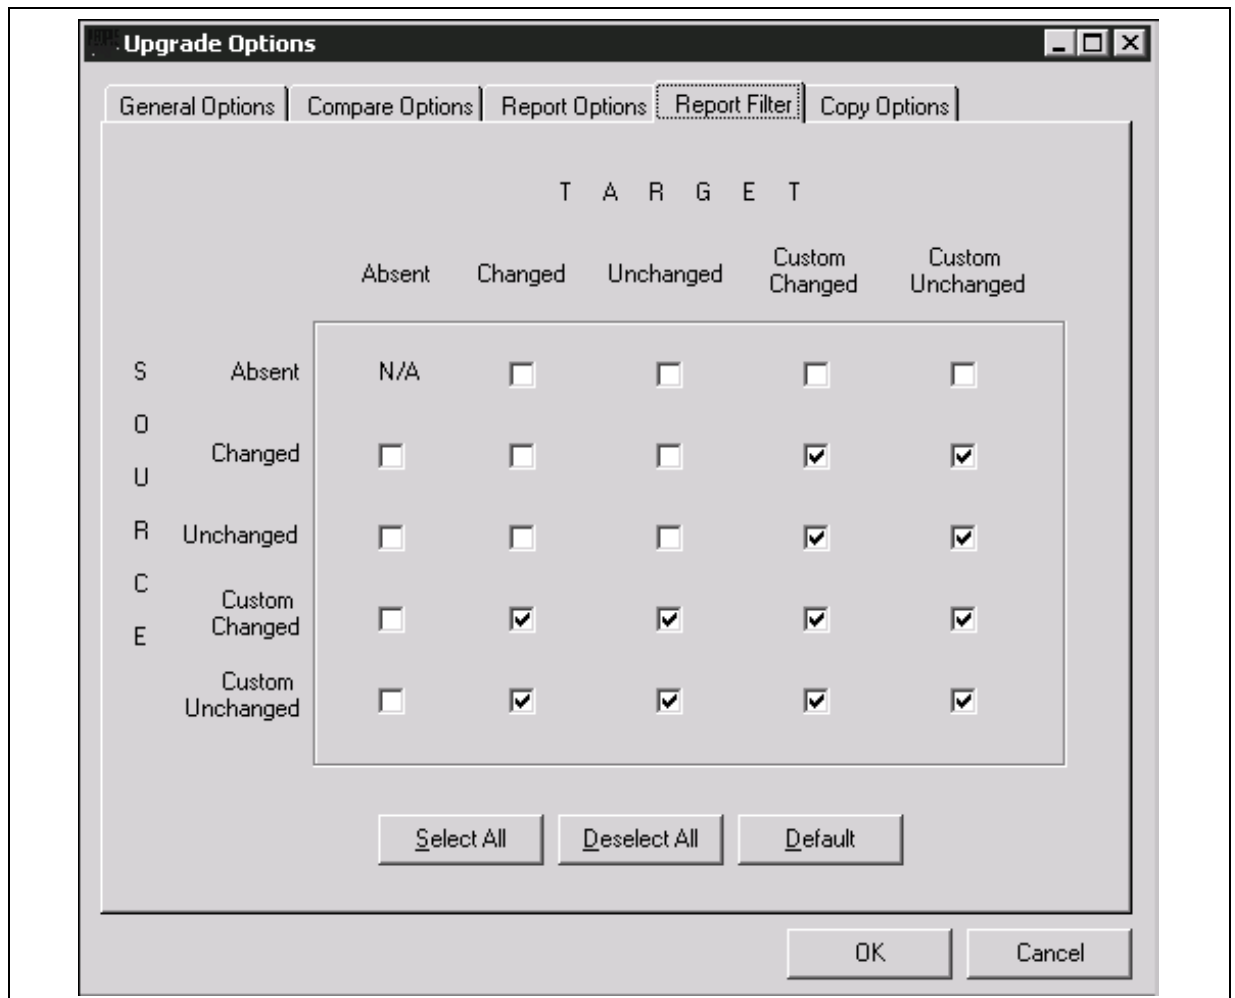 Upgrade Options
General Options Compare Options Report Options Report Filter Copy Options
T A R G E T
Absent Changed Unchanged Custom Changed Custom Unchanged
S
O
U
R
C
E
Absent N/A
Changed
Unchanged
Custom
Changed
Custom
Unchanged
Select All Deselect All Default
OK Cancel